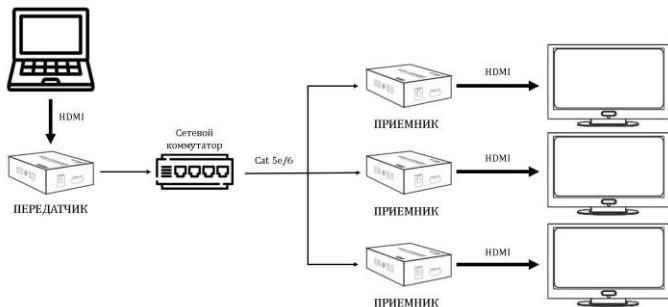 HDMI
ПЕРЕДАТЧИК
Сетевой
коммутатор
Cat 5e/6
ПРИЕМНИК
HDMI
ПРИЕМНИК
HDMI
ПРИЕМНИК
HDMI